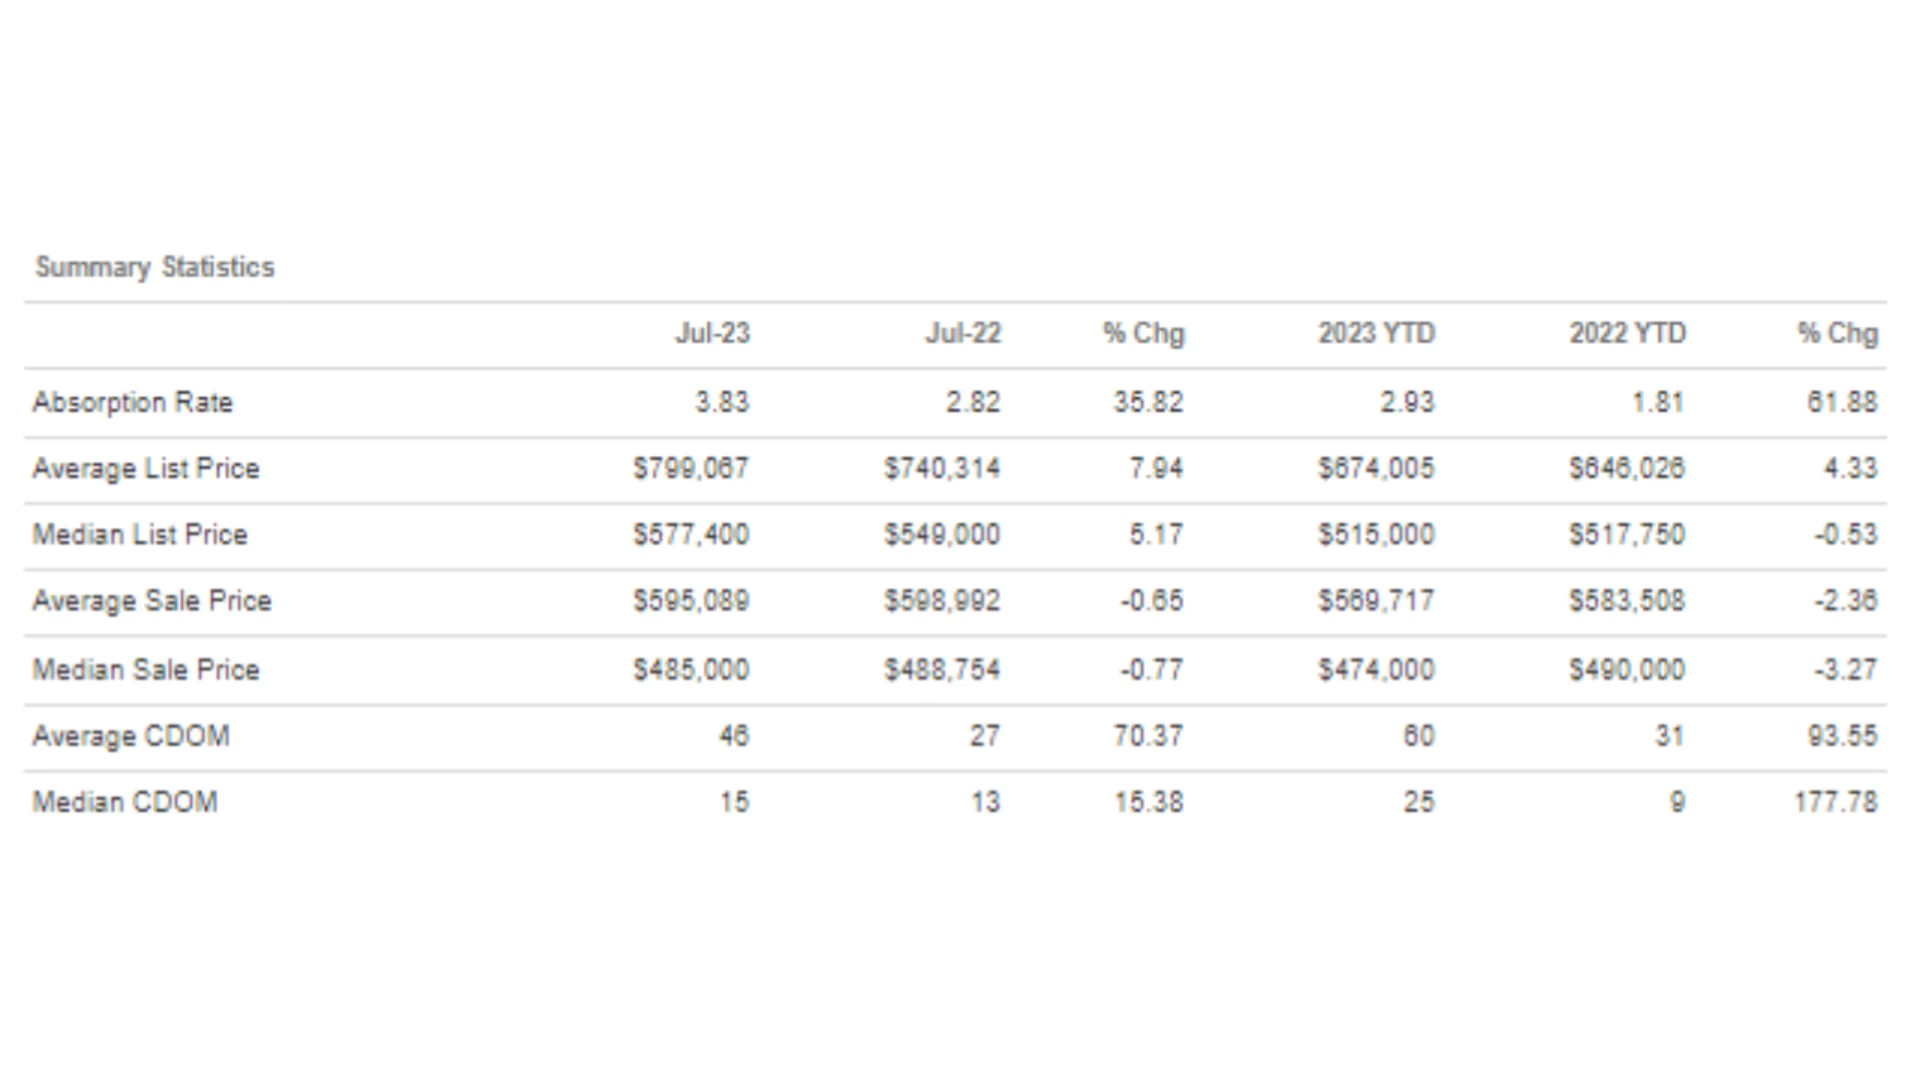 Summary Statistics
Jul-23 Jul-22 % Chg 2023 YTD 2022 YTD % Chg
Absorption Rate 3.83 2.82 35.82 2.93 1.81 61.88
Average List Price $799,067 $740,314 7.94 $674,005 $646,026 4.33
Median List Price $577,400 $549,000 5.17 $515,000 $517,750 -0.53
Average Sale Price $595,089 $598,992 -0.65 $569,717 $583,508 -2.36
Median Sale Price $485,000 $488,754 -0.77 $474,000 $490,000 -3.27
Average CDOM 46 27 70.37 60 31 93.55
Median CDOM 15 13 15.38 25 9 177.78